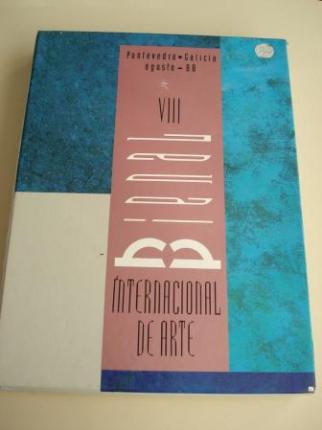 Pontevedra-Galicia
agosto-88
VIII
Bienal
INTERNACIONAL
DE ARTE